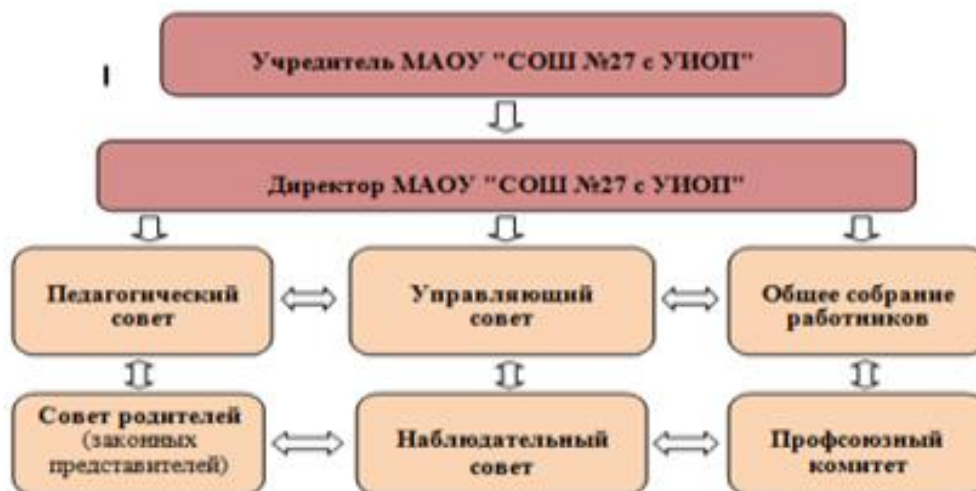 I
Учредитель МАОУ "СОШ №27 с УИОП"
Директор МАОУ "СОШ №27 с УИОП"
Педагогический
совет
Управляющий
совет
Общее собрание
работников
Совет родителей
(законных
представителей)
Наблюдательный
совет
Профсоюзный
комитет